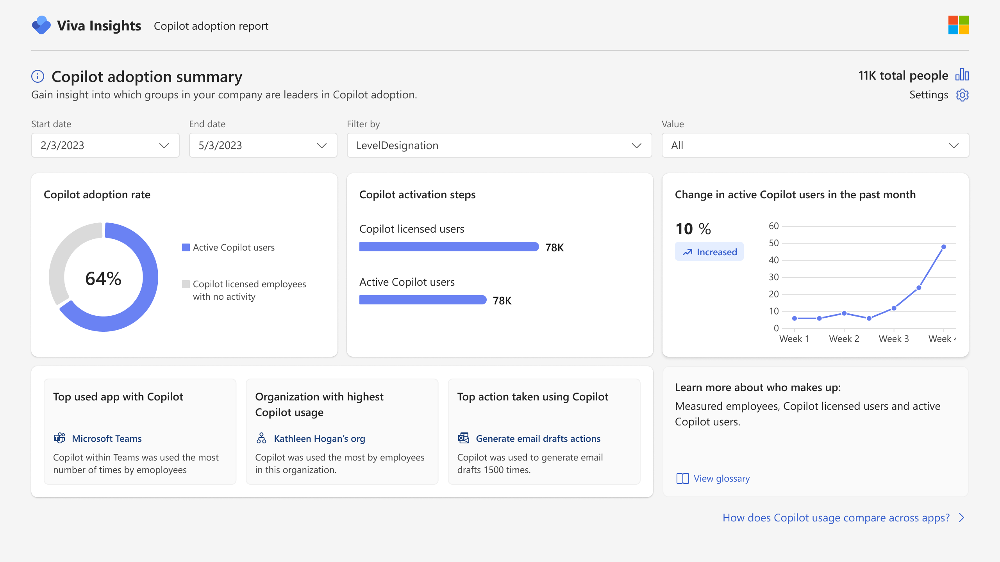 Viva Insights Copilot adoption report
Copilot adoption summary
Gain insight into which groups in your company are leaders in Copilot adoption.
11K total people
Settings
Start date
2/3/2023
End date
5/3/2023
Filter by
LevelDesignation
Value
All
Copilot adoption rate
64%
Active Copilot users
Copilot licensed employees
with no activity
Copilot activation steps
Copilot licensed users
78K
Active Copilot users
78K
Change in active Copilot users in the past month
10 %
Increased
60
50
40
30
20
10
0
Week 1 Week 2 Week 3 Week 4
Top used app with Copilot
Microsoft Teams
Copilot within Teams was used the most
number of times by emoployees
Organization with highest
Copilot usage
Kathleen Hogan’s org
Copilot was used the most by employees
in this organization.
Top action taken using Copilot
Generate email drafts actions
Copilot was used to generate email
drafts 1500 times.
Learn more about who makes up:
Measured employees, Copilot licensed users and active
Copilot users.
View glossary
How does Copilot usage compare across apps?